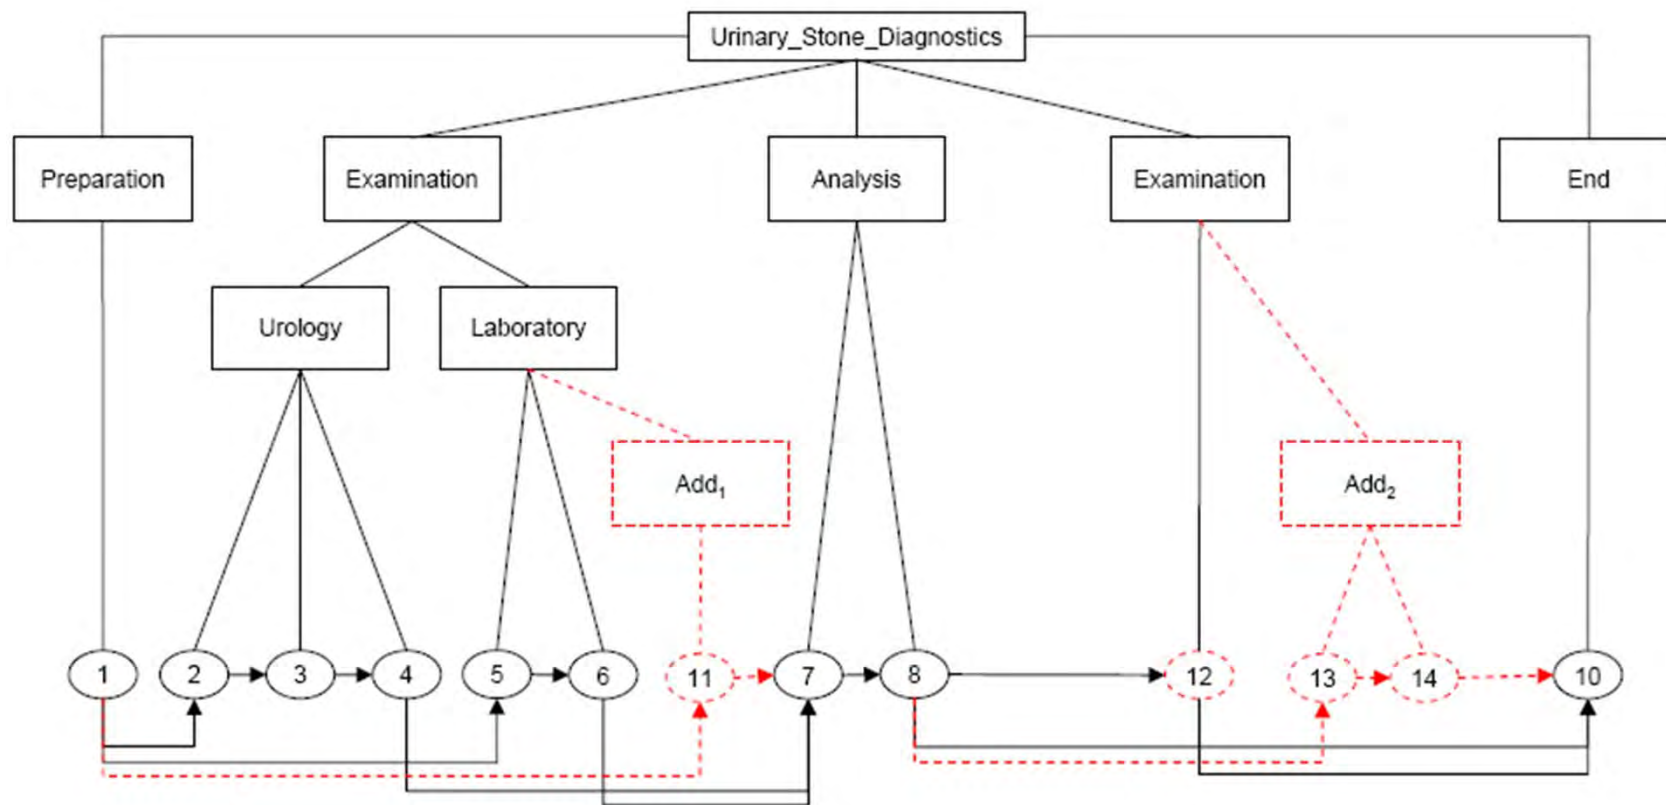 Urinary_Stone_Diagnostics
Preparation
Examination
Analysis
Examination
End
Urology
Laboratory
Add₁
Add₂
1
2
3
4
5
6
11
7
8
12
13
14
10